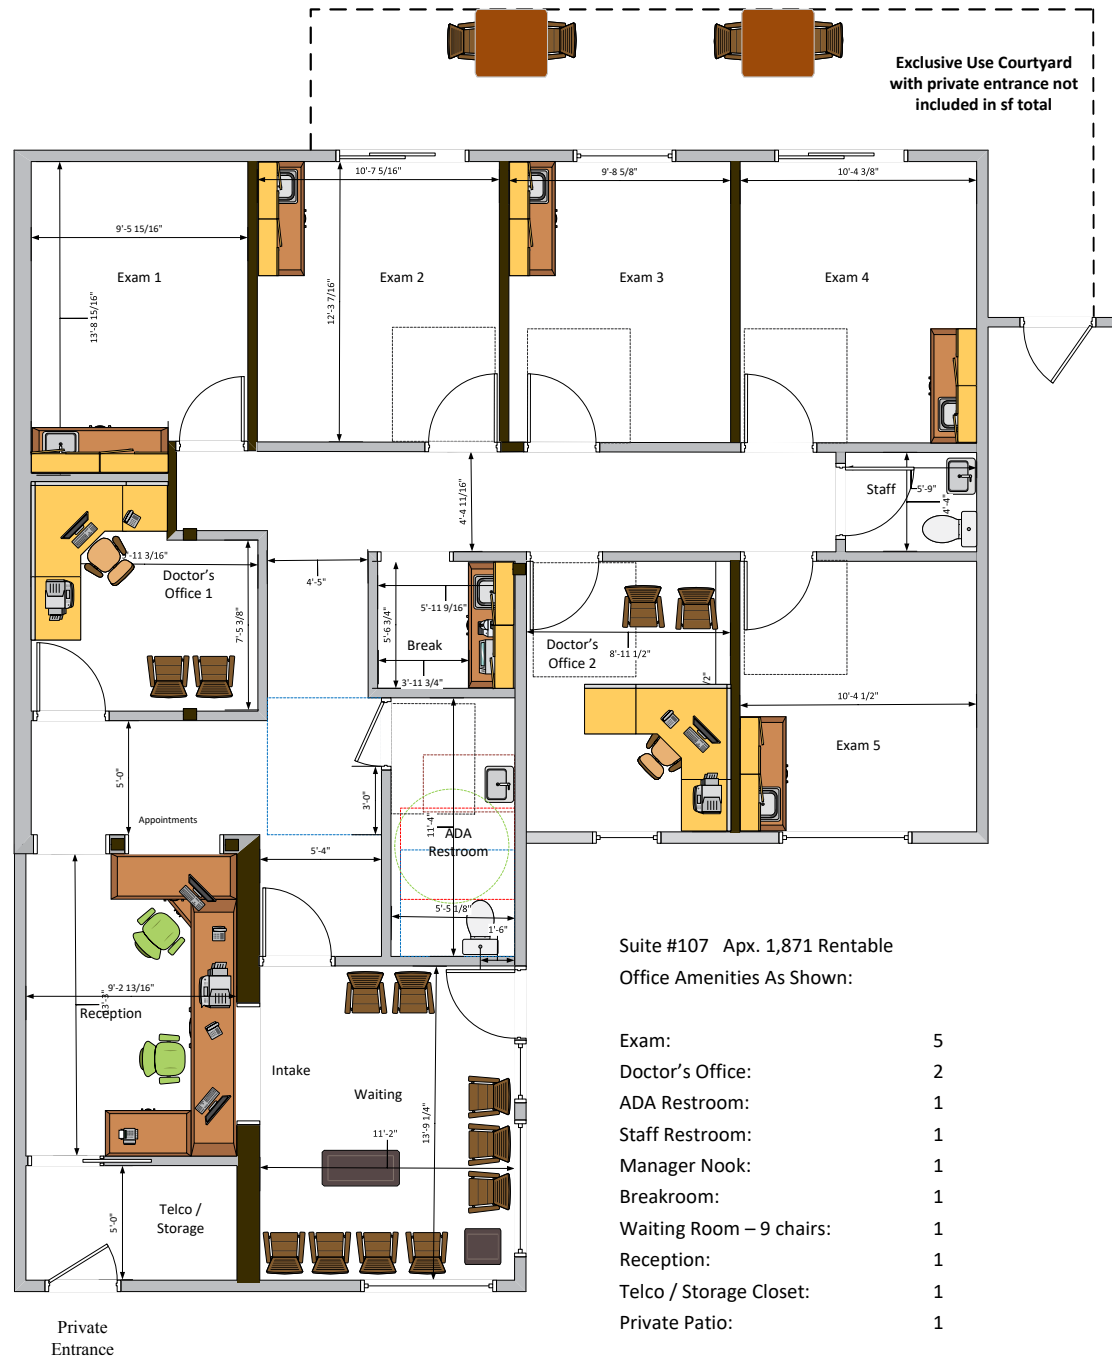 Exclusive Use Courtyard
with private entrance not
included in sf total
10'-7 5/16"
9'-8 5/8"
10'-4 3/8"
9'-5 15/16"
Exam 1
Exam 2
Exam 3
Exam 4
13'-8 15/16"
12'-3 7/16"
4'-4 11/16"
Staff
5'-9"
4'-4"
-11 3/16"
Doctor's
Office 1
7'-5 3/8"
4'-5"
5'-11 9/16"
5'-6 3/4"
Break
3'-11 3/4"
Doctor's
Office 2
8'-11 1/2"
/2"
10'-4 1/2"
Exam 5
5'-0"
Appointments
3'-0"
11'-4"
ADA
Restroom
5'-4"
5'-5 1/8"
1'-6"
9'-2 13/16"
13'-3"
Reception
Intake
Waiting
13'-9 1/4"
11'-2"
Telco /
Storage
5'-0"
Private
Entrance
Suite #107 Apx. 1,871 Rentable
Office Amenities As Shown:
Exam: 5
Doctor's Office: 2
ADA Restroom: 1
Staff Restroom: 1
Manager Nook: 1
Breakroom: 1
Waiting Room – 9 chairs: 1
Reception: 1
Telco / Storage Closet: 1
Private Patio: 1